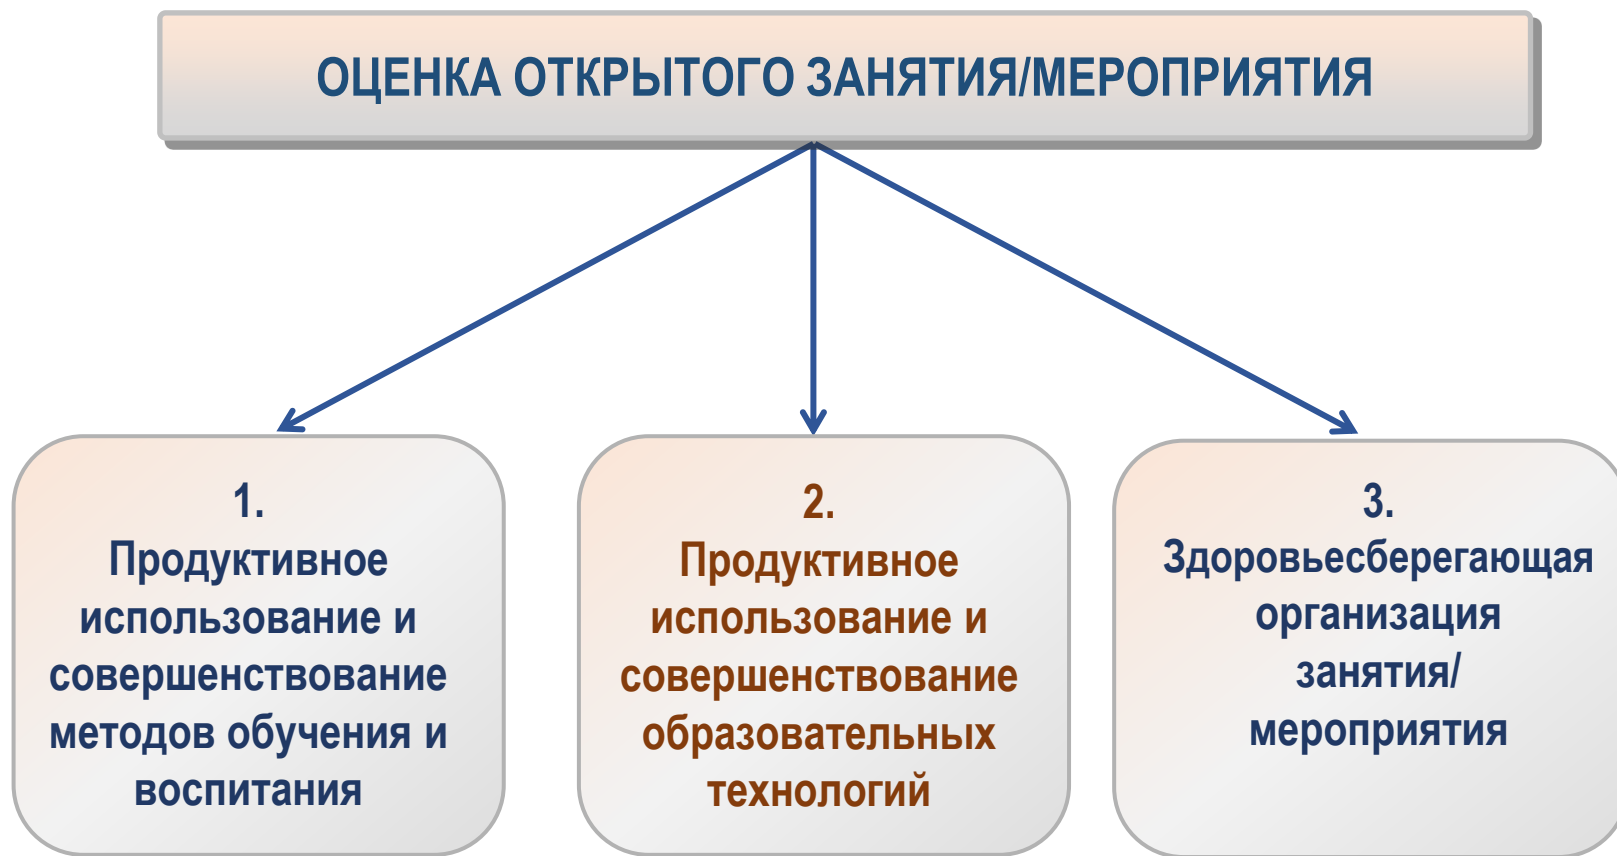 ОЦЕНКА ОТКРЫТОГО ЗАНЯТИЯ/МЕРОПРИЯТИЯ
1.
Продуктивное
использование и
совершенствование
методов обучения и
воспитания
2.
Продуктивное
использование и
совершенствование
образовательных
технологий
3.
Здоровьесберегающая
организация
занятия/
мероприятия